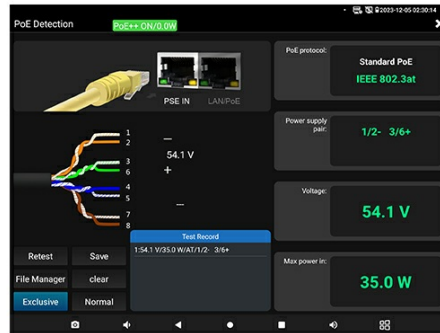 2023-12-05 02:30:14
PoE Detection
PoE++ ON/0.0W
PSE IN
LAN/PoE
1
2
3
6
4
5
7
8
—
54.1 V
+
—
Retest
Save
File Manager
clear
Exclusive
Normal
Test Record
1:54.1 V/35.0 W/AT/1/2- 3/6+
PoE protocol:
Standard PoE
IEEE 802.3at
Power supply
pair:
1/2- 3/6+
Voltage:
54.1 V
Max power in:
35.0 W